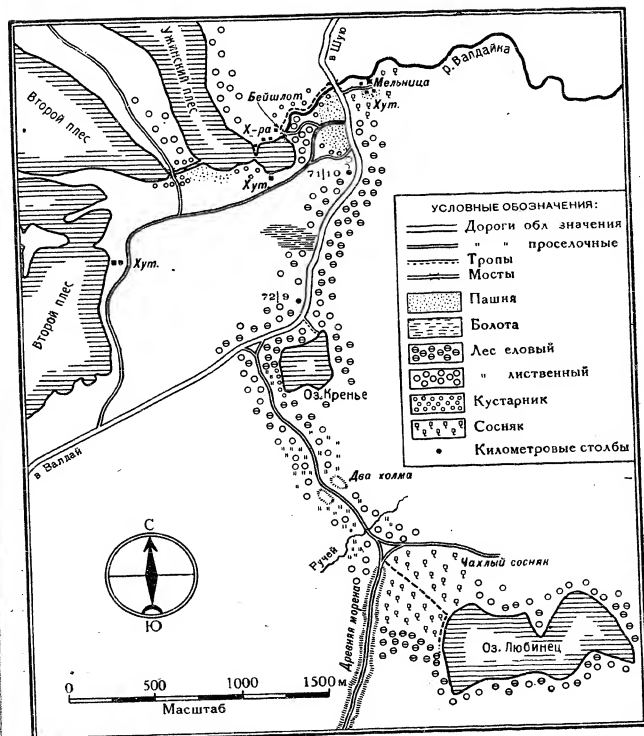 в Шую
Ужинский плес
р. Валдайка
Мельница
Бейшлот
Хут.
Второй плес
Х-ра
71|10
Хут.
УСЛОВНЫЕ ОБОЗНАЧЕНИЯ:
Дороги обл значения
" " проселочные
Тропы
Мосты
Пашня
Болота
Лес еловый
" лиственный
Кустарник
Сосняк
Километровые столбы
Хут.
72|9
Второй плес
Оз. Кренье
в Валдай
Два холма
С
Ю
Ручей
Чахлый сосняк
Древняя морена
Оз. Любинец
0 500 1000 1500 м
Масштаб